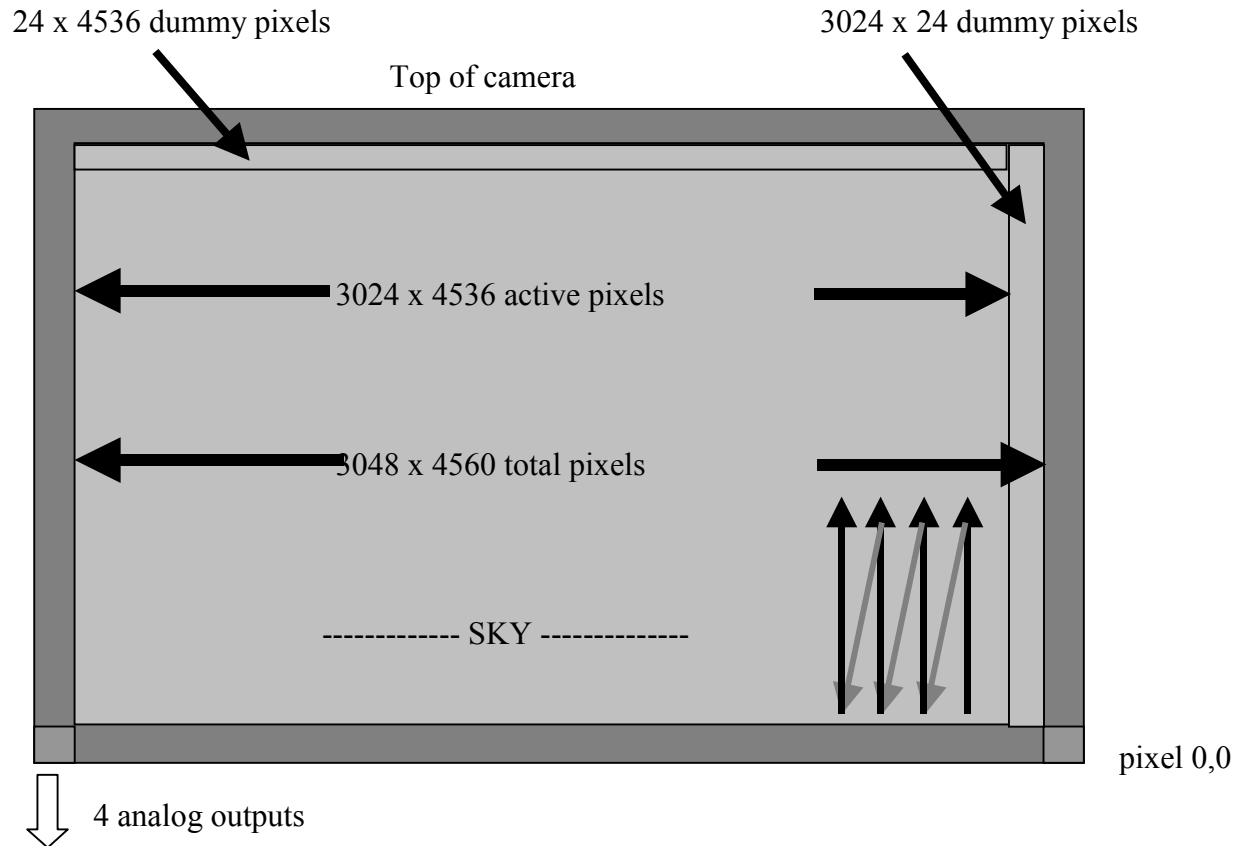 24 x 4536 dummy pixels
3024 x 24 dummy pixels
Top of camera
3024 x 4536 active pixels
3048 x 4560 total pixels
------------- SKY --------------
pixel 0,0
4 analog outputs